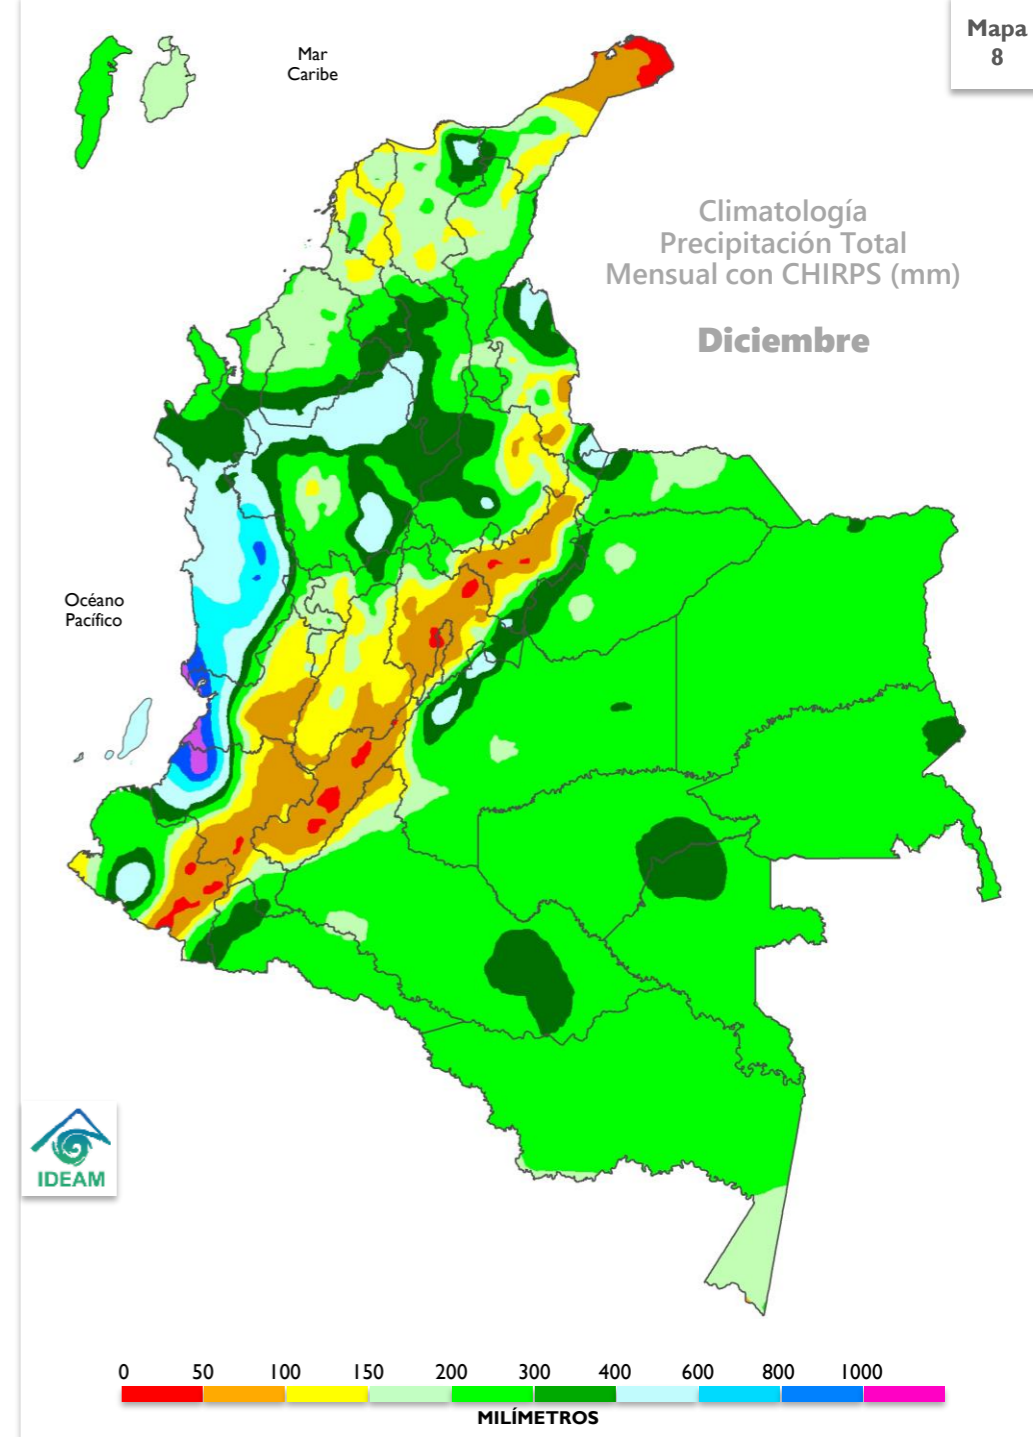 Mapa
8
Mar
Caribe
Climatología
Precipitación Total
Mensual con CHIRPS (mm)
Diciembre
Océano
Pacífico
IDEAM
0 50 100 150 200 300 400 600 800 1000
MILÍMETROS